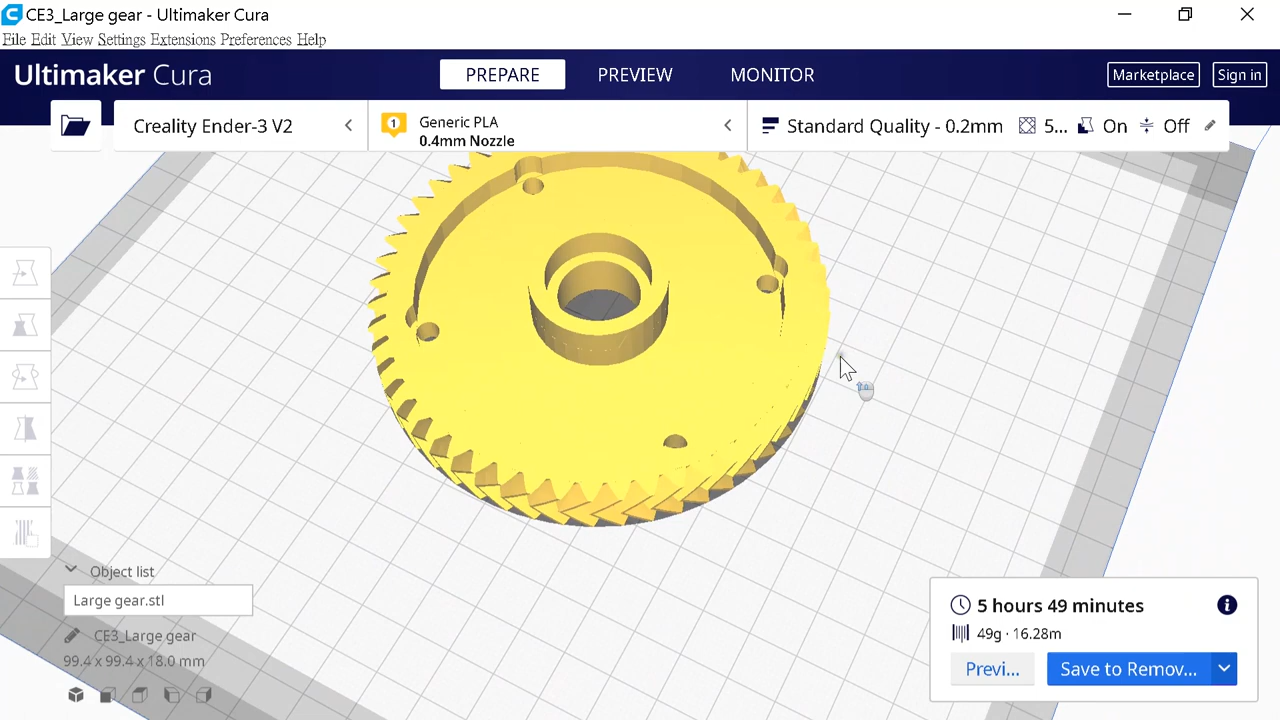 CE3_Large gear - Ultimaker Cura
File Edit View Settings Extensions Preferences Help
Ultimaker Cura
PREPARE
PREVIEW
MONITOR
Marketplace
Sign in
Creality Ender-3 V2
1
Generic PLA
0.4mm Nozzle
Standard Quality - 0.2mm
5...
On
Off
Object list
Large gear.stl
CE3_Large gear
99.4 x 99.4 x 18.0 mm
5 hours 49 minutes
49g · 16.28m
Previ...
Save to Remov...